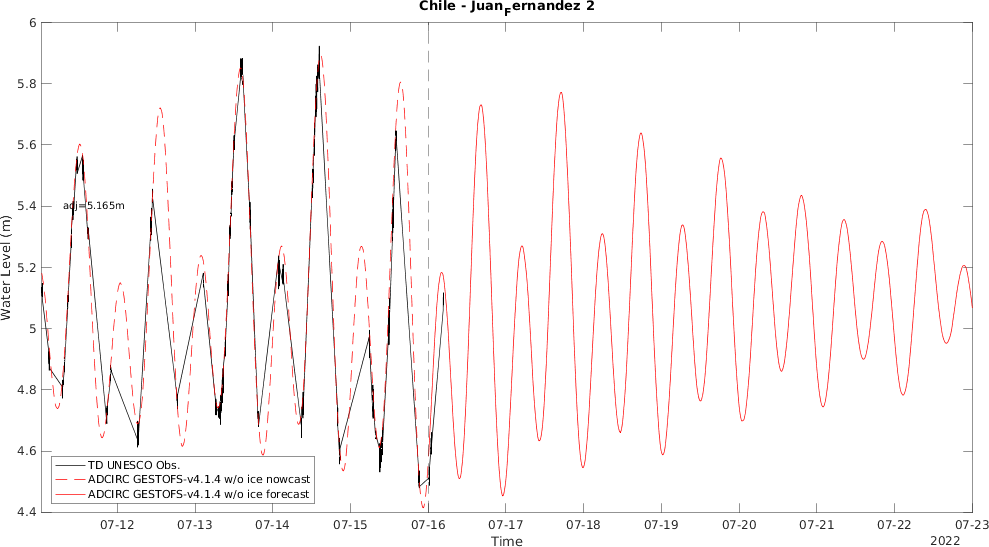 Chile - Juan_Fernandez 2
6
5.8
5.6
5.4
5.2
5
4.8
4.6
4.4
Water Level (m)
adj=5.165m
TD UNESCO Obs.
ADCIRC GESTOFS-v4.1.4 w/o ice nowcast
ADCIRC GESTOFS-v4.1.4 w/o ice forecast
07-12 07-13 07-14 07-15 07-16 07-17 07-18 07-19 07-20 07-21 07-22 07-23
Time
2022